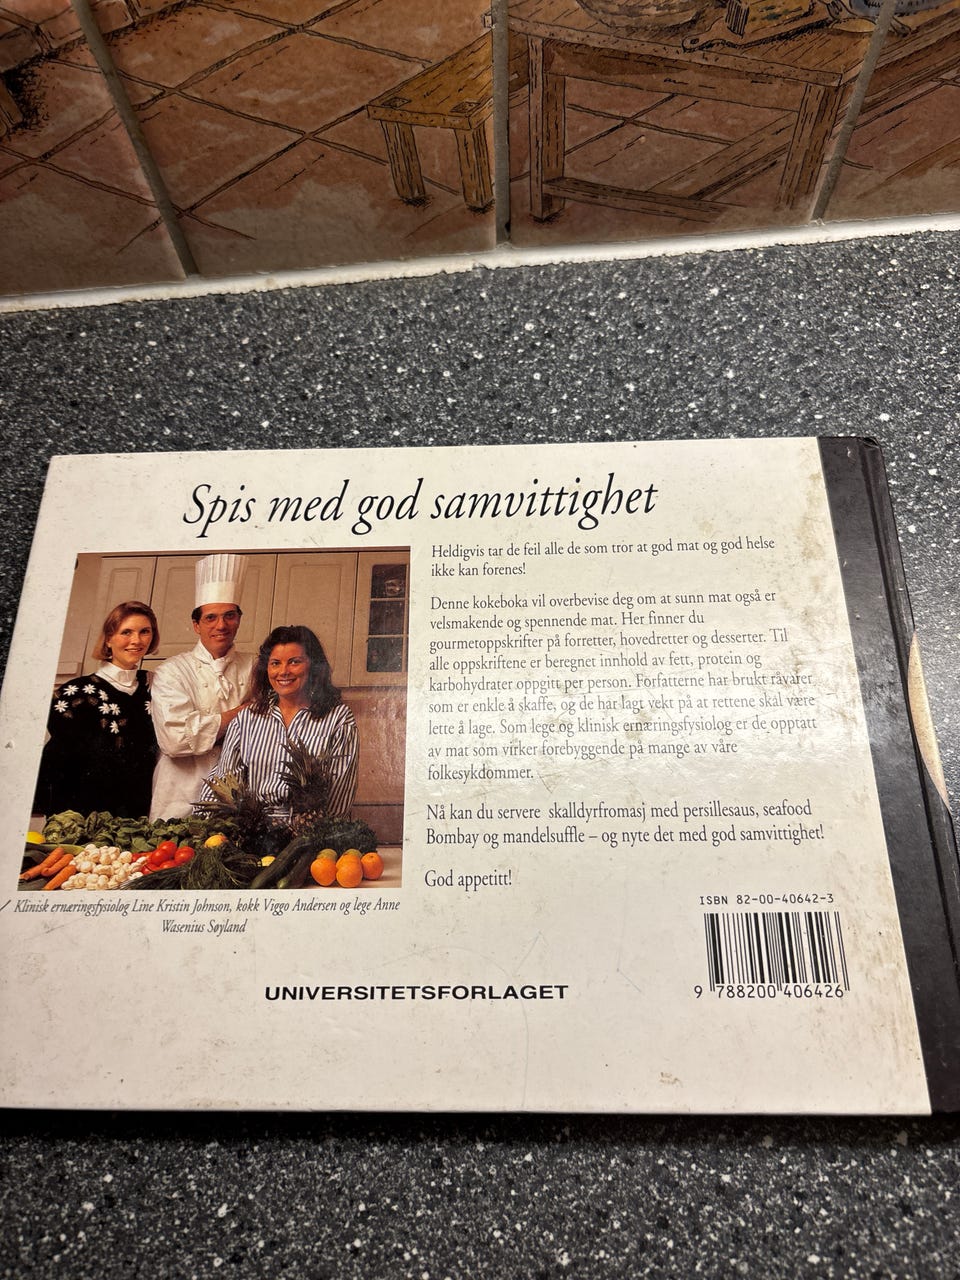 Spis med god samvittighet
Heldigvis tar de feil alle de som tror at god mat og god helse
ikke kan forenes!
Denne kokeboka vil overbevise deg om at sunn mat også er
velsmakende og spennende mat. Her finner du
gourmetoppskrifter på forretter, hovedretter og desserter. Til
alle oppskriftene er beregnet innhold av fett, protein og
karbohydrater oppgitt per person. Forfatterne har brukt råvarer
som er enkle å skaffe, og de har lagt vekt på at rettene skal være
lette å lage. Som lege og klinisk ernæringsfysiolog er de opptatt
av mat som virker forebyggende på mange av våre
folkesykdommer.
Nå kan du servere skalldyrfromasj med persillesaus, seafood
Bombay og mandelsuffle – og nyte det med god samvittighet!
God appetitt!
Klinisk ernæringsfysiolog Line Kristin Johnson, kokk Viggo Andersen og lege Anne
Wasenius Søyland
UNIVERSITETSFORLAGET
ISBN 82-00-40642-3
9 788200 406426